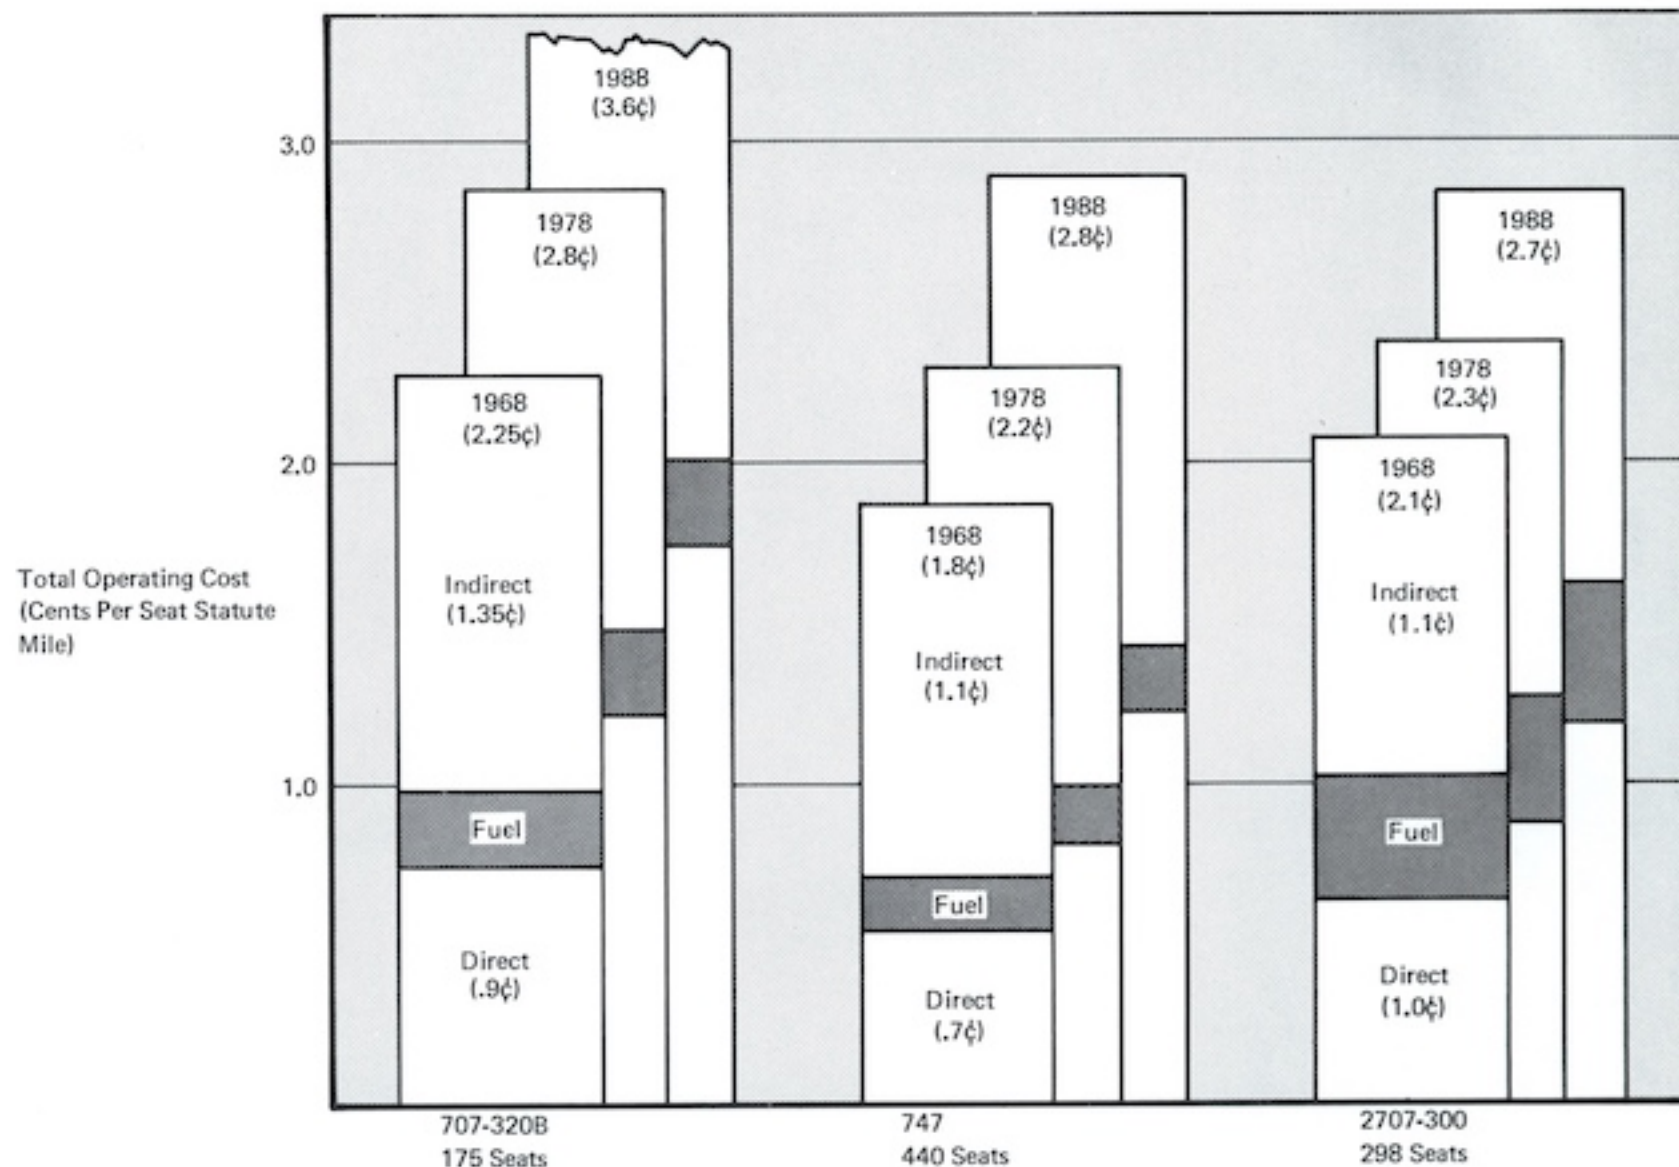 Total Operating Cost
(Cents Per Seat Statute
Mile)
3.0
2.0
1.0
1988
(3.6¢)
1978
(2.8¢)
1968
(2.25¢)
Indirect
(1.35¢)
Fuel
Direct
(.9¢)
707-320B
175 Seats
1988
(2.8¢)
1978
(2.2¢)
1968
(1.8¢)
Indirect
(1.1¢)
Fuel
Direct
(.7¢)
747
440 Seats
1988
(2.7¢)
1978
(2.3¢)
1968
(2.1¢)
Indirect
(1.1¢)
Fuel
Direct
(1.0¢)
2707-300
298 Seats